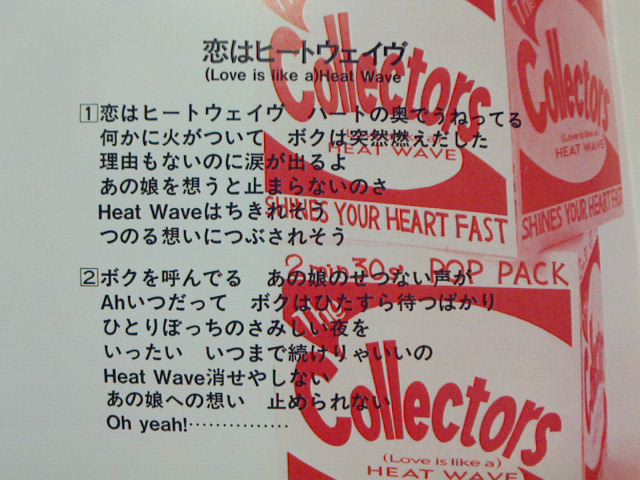 恋はヒートウェイヴ
(Love is like a)Heat Wave
1 恋はヒートウェイヴ　ハートの奥でうねってる
何かに火がついて　ボクは突然燃えだした
理由もないのに涙が出るよ
あの娘を想うと止まらないのさ
Heat Waveはちきれそう
つのる想いにつぶされそう
2 ボクを呼んでる　あの娘のせつない声が
Ahいつだって　ボクはひたすら待つばかり
ひとりぼっちのさみしい夜を
いったい　いつまで続けりゃいいの
Heat Wave消せやしない
あの娘への想い　止められない
Oh yeah!……………
The
Collectors
(Love is like a)
HEAT WAVE
SHINES YOUR HEART FAST
The
Collectors
(Love is like a)
HEAT WAVE
SHINES YOUR HEART FAST
2min30s. POP PACK
The
Collectors
(Love is like a)
HEAT WAVE